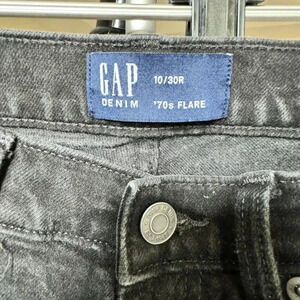 GAP
DENIM
10/30R
'70s FLARE